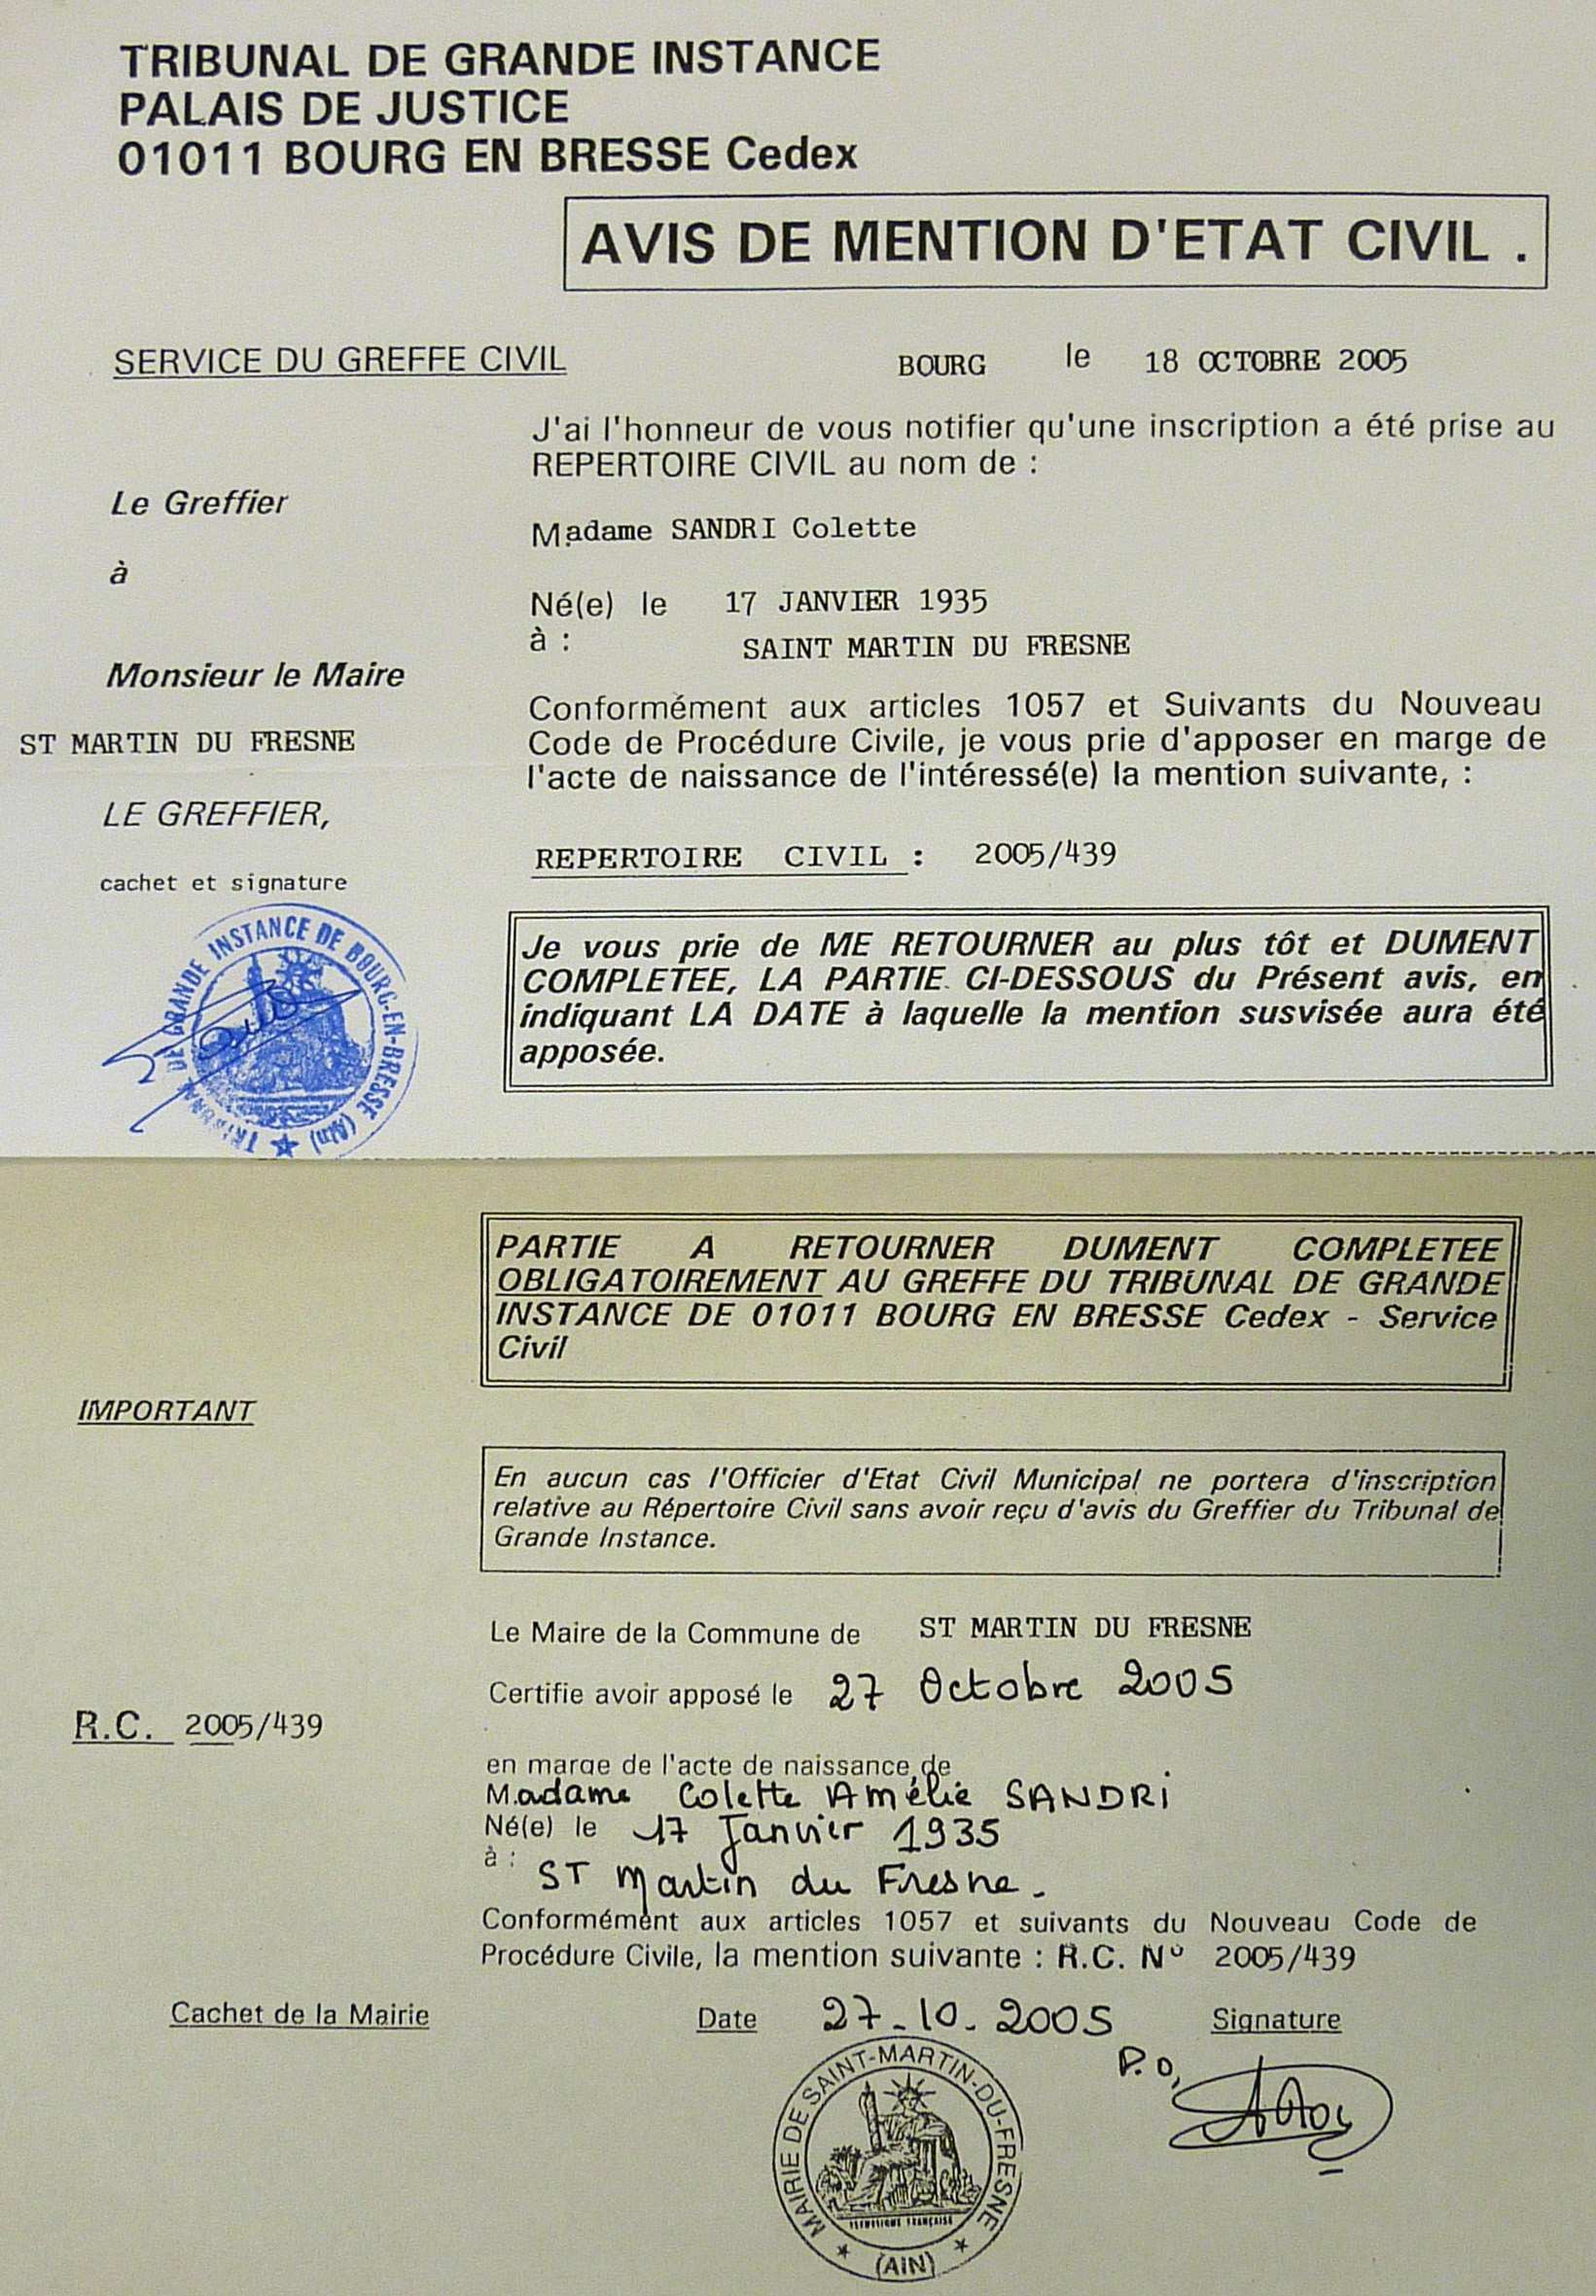 TRIBUNAL DE GRANDE INSTANCE
PALAIS DE JUSTICE
01011 BOURG EN BRESSE Cedex
AVIS DE MENTION D'ETAT CIVIL .
SERVICE DU GREFFE CIVIL
BOURG le 18 OCTOBRE 2005
J'ai l'honneur de vous notifier qu'une inscription a été prise au
REPERTOIRE CIVIL au nom de :
Le Greffier
Madame SANDRI Colette
à
Né(e) le 17 JANVIER 1935
à : SAINT MARTIN DU FRESNE
Monsieur le Maire
ST MARTIN DU FRESNE
Conformément aux articles 1057 et Suivants du Nouveau
Code de Procédure Civile, je vous prie d'apposer en marge de
l'acte de naissance de l'intéressé(e) la mention suivante, :
LE GREFFIER,
REPERTOIRE CIVIL : 2005/439
cachet et signature
TRIBUNAL DE GRANDE INSTANCE DE BOURG-EN-BRESSE (Ain)
Je vous prie de ME RETOURNER au plus tôt et DUMENT
COMPLETEE, LA PARTIE CI-DESSOUS du Présent avis, en
indiquant LA DATE à laquelle la mention susvisée aura été
apposée.
PARTIE A RETOURNER DUMENT COMPLETEE
OBLIGATOIREMENT AU GREFFE DU TRIBUNAL DE GRANDE
INSTANCE DE 01011 BOURG EN BRESSE Cedex - Service
Civil
IMPORTANT
En aucun cas l'Officier d'Etat Civil Municipal ne portera d'inscription
relative au Répertoire Civil sans avoir reçu d'avis du Greffier du Tribunal de
Grande Instance.
Le Maire de la Commune de ST MARTIN DU FRESNE
Certifie avoir apposé le 27 Octobre 2005
R.C. 2005/439
en marge de l'acte de naissance de
Madame Colette Amélie SANDRI
Né(e) le 17 Janvier 1935
à : ST Martin du Fresne.
Conformément aux articles 1057 et suivants du Nouveau Code de
Procédure Civile, la mention suivante : R.C. N° 2005/439
Cachet de la Mairie
Date 27-10-2005
Signature
P.O,
MAIRIE DE SAINT-MARTIN-DU-FRESNE
REPUBLIQUE FRANÇAISE
(AIN)